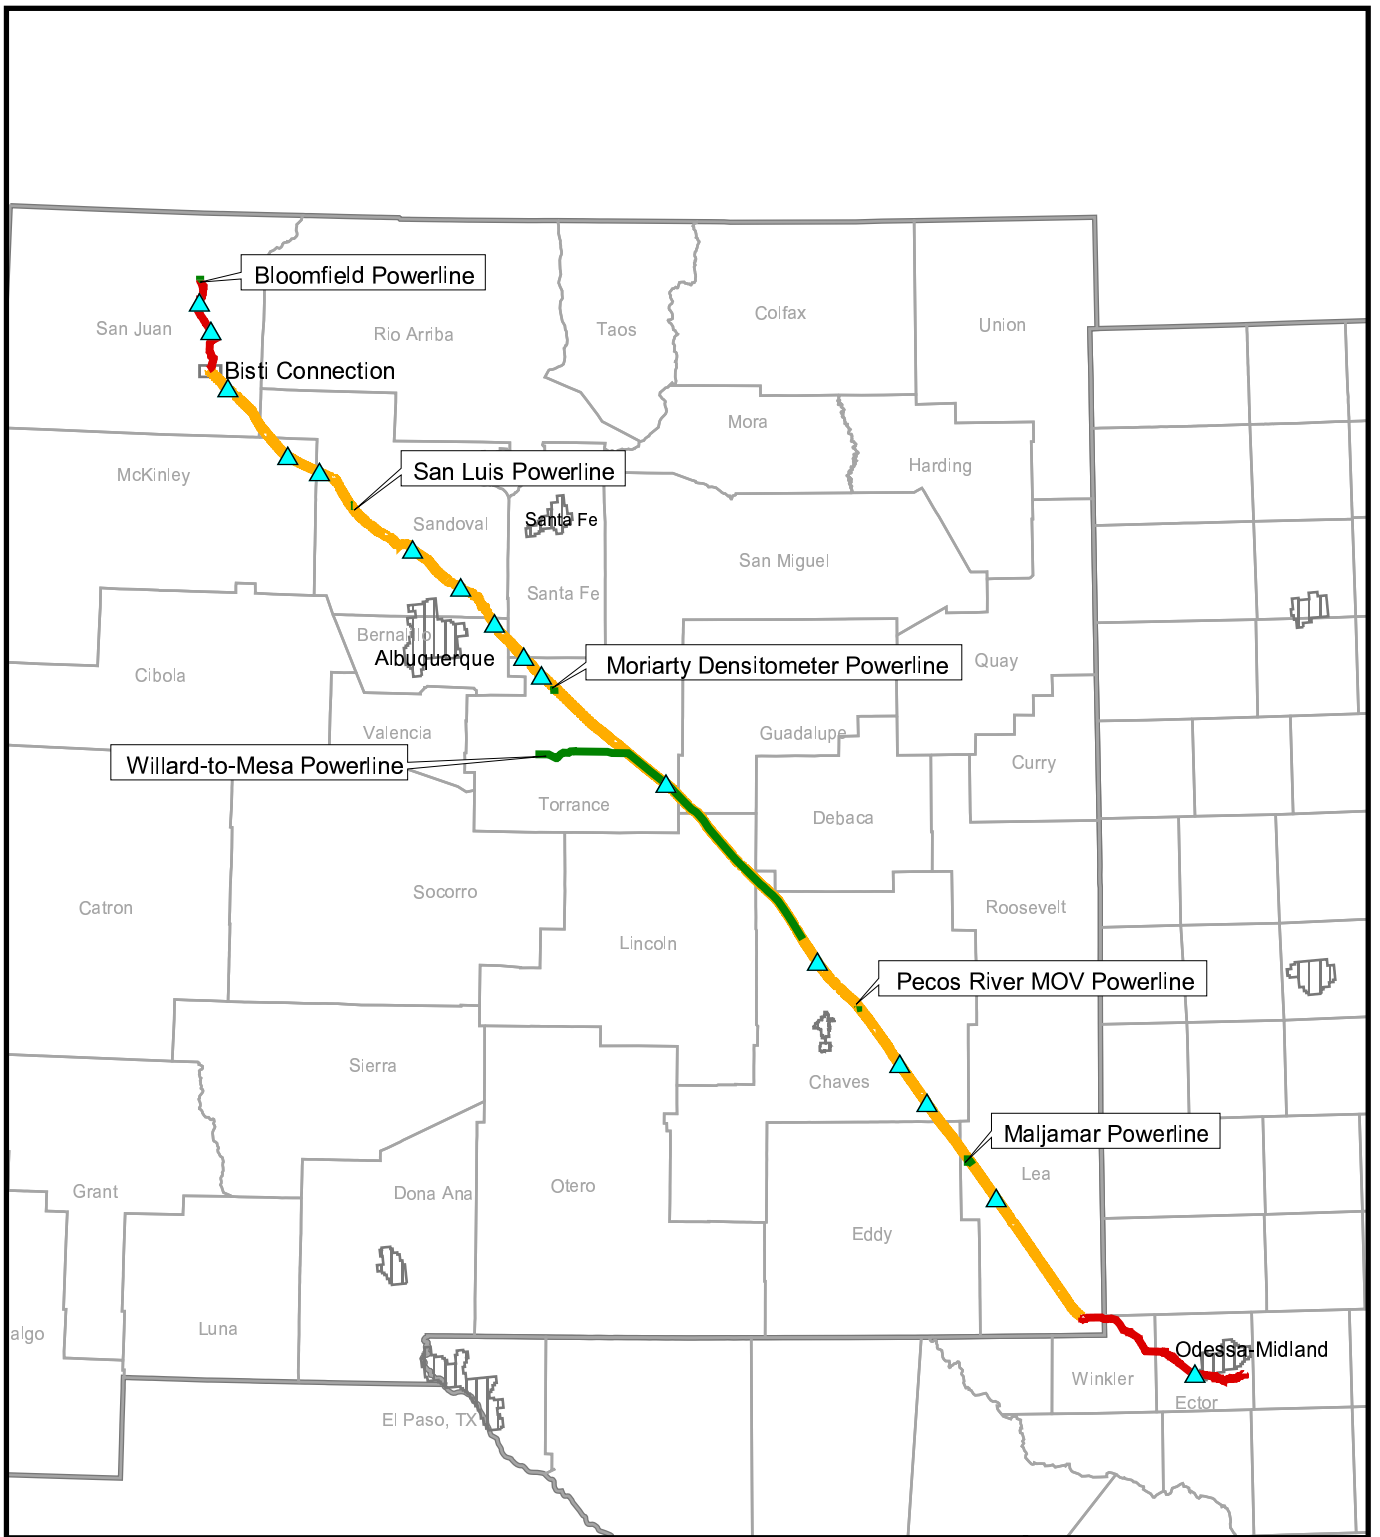 Bloomfield Powerline
Colfax
Union
San Juan
Rio Arriba
Taos
Bisti Connection
Mora
Harding
McKinley
San Luis Powerline
Santa Fe
Sandoval
San Miguel
Santa Fe
Bernalillo
Albuquerque
Moriarty Densitometer Powerline
Quay
Cibola
Valencia
Guadalupe
Willard-to-Mesa Powerline
Curry
Torrance
Debaca
Socorro
Catron
Roosevelt
Lincoln
Pecos River MOV Powerline
Sierra
Chaves
Maljamar Powerline
Lea
Grant
Dona Ana
Otero
Eddy
algo
Luna
Odessa-Midland
Winkler
Ector
El Paso, TX